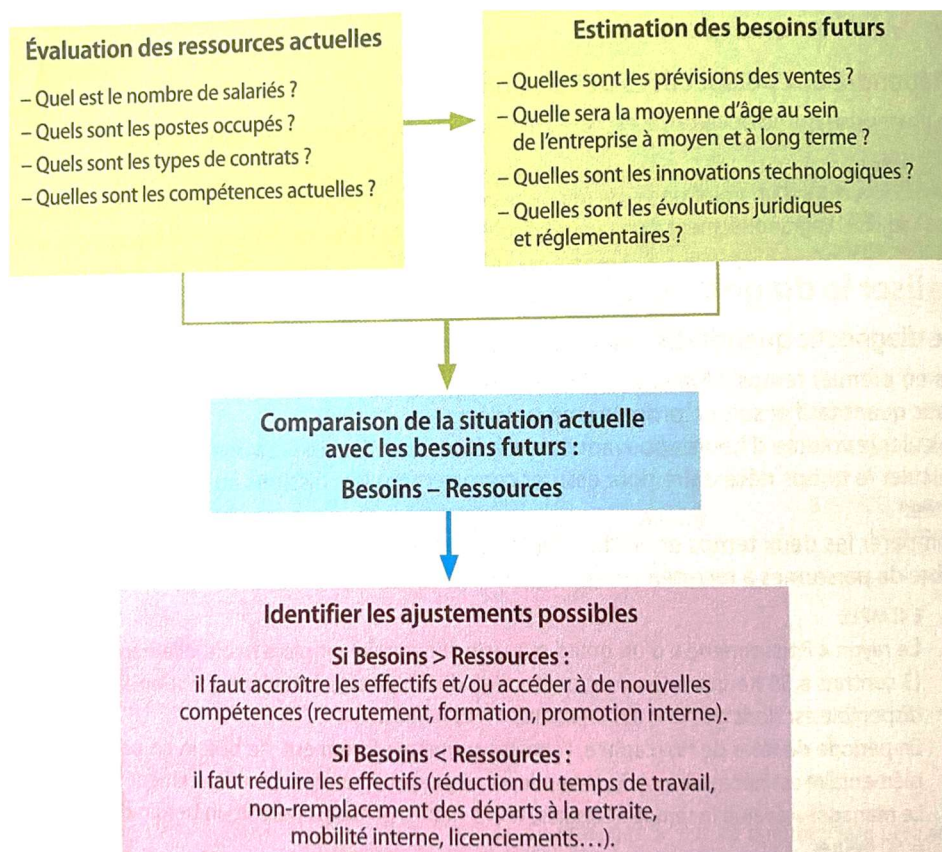 Évaluation des ressources actuelles
– Quel est le nombre de salariés ?
– Quels sont les postes occupés ?
– Quels sont les types de contrats ?
– Quelles sont les compétences actuelles ?
Estimation des besoins futurs
– Quelles sont les prévisions des ventes ?
– Quelle sera la moyenne d'âge au sein
de l'entreprise à moyen et à long terme ?
– Quelles sont les innovations technologiques ?
– Quelles sont les évolutions juridiques
et réglementaires ?
Comparaison de la situation actuelle
avec les besoins futurs :
Besoins – Ressources
Identifier les ajustements possibles
Si Besoins > Ressources :
il faut accroître les effectifs et/ou accéder à de nouvelles
compétences (recrutement, formation, promotion interne).
Si Besoins < Ressources :
il faut réduire les effectifs (réduction du temps de travail,
non-remplacement des départs à la retraite,
mobilité interne, licenciements…).